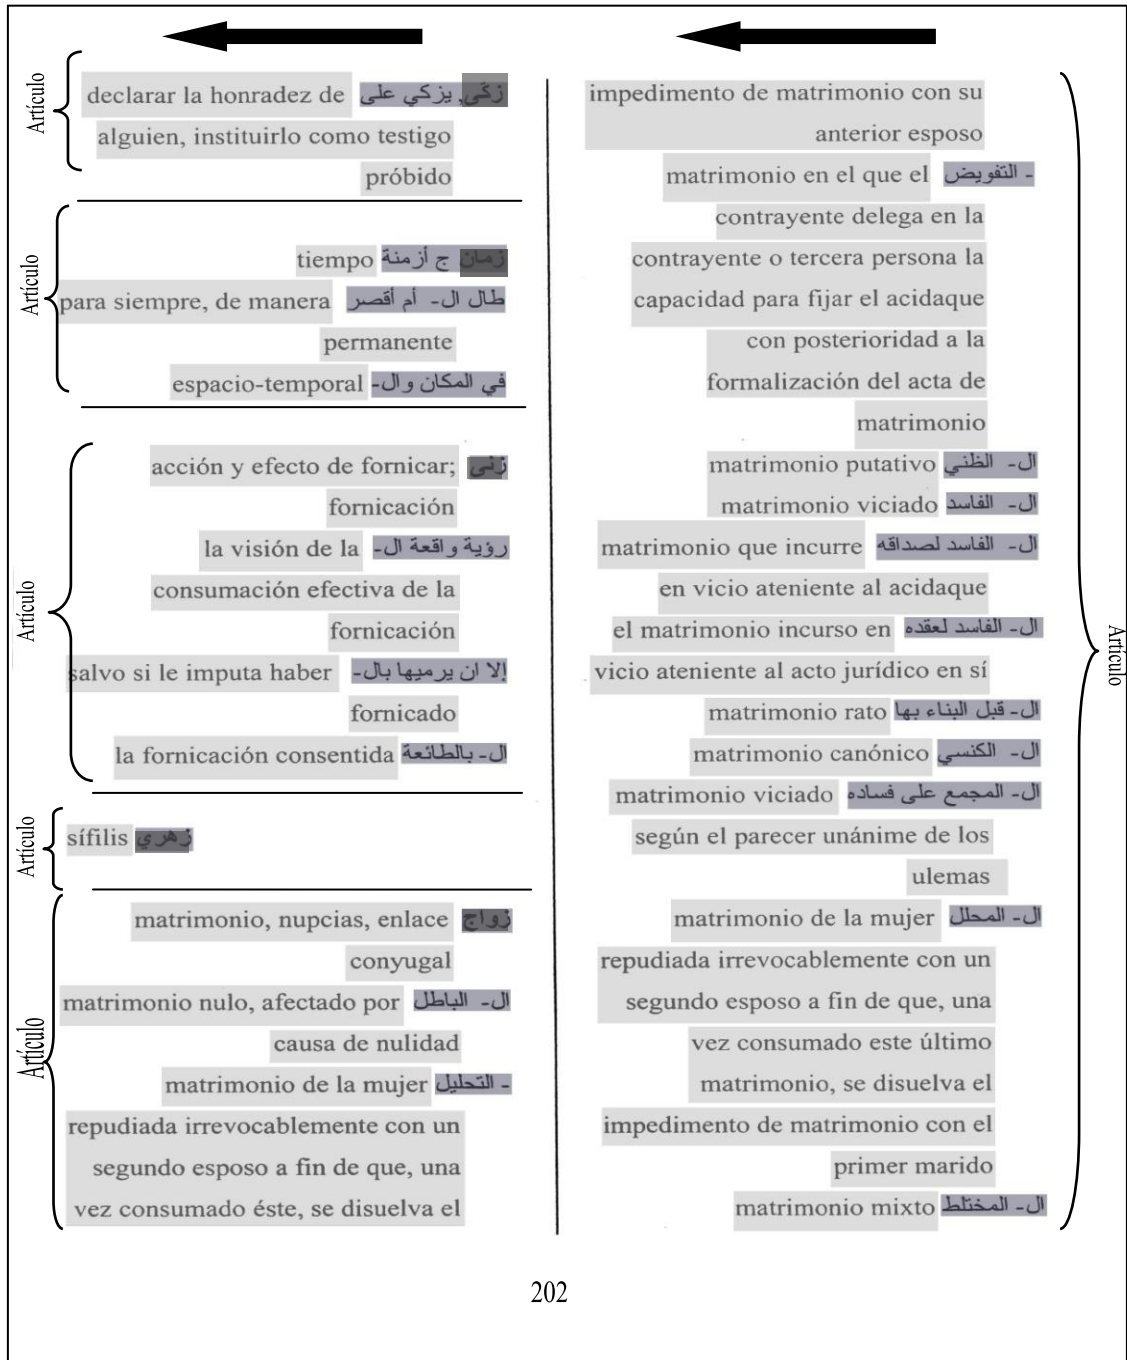 Artículo
زكّى, يزكي على declarar la honradez de
alguien, instituirlo como testigo
próbido
Artículo
زمان ج أزمنة tiempo
طال ال- أم أقصر para siempre, de manera
permanente
في المكان وال- espacio-temporal
Artículo
زنى acción y efecto de fornicar;
fornicación
رؤية واقعة ال- la visión de la
consumación efectiva de la
fornicación
إلا ان يرميها بال- salvo si le imputa haber
fornicado
ال- بالطائعة la fornicación consentida
Artículo
زهري sífilis
Artículo
زواج matrimonio, nupcias, enlace
conyugal
ال- الباطل matrimonio nulo, afectado por
causa de nulidad
- التحليل matrimonio de la mujer
repudiada irrevocablemente con un
segundo esposo a fin de que, una
vez consumado éste, se disuelva el
impedimento de matrimonio con su
anterior esposo
- التفويض matrimonio en el que el
contrayente delega en la
contrayente o tercera persona la
capacidad para fijar el acidaque
con posterioridad a la
formalización del acta de
matrimonio
ال- الظني matrimonio putativo
ال- الفاسد matrimonio viciado
ال- الفاسد لصداقه matrimonio que incurre
en vicio ateniente al acidaque
ال- الفاسد لعقده el matrimonio incurso en
vicio ateniente al acto jurídico en sí
ال- قبل البناء بها matrimonio rato
ال- الكنسي matrimonio canónico
ال- المجمع على فساده matrimonio viciado
según el parecer unánime de los
ulemas
ال- المحلل matrimonio de la mujer
repudiada irrevocablemente con un
segundo esposo a fin de que, una
vez consumado este último
matrimonio, se disuelva el
impedimento de matrimonio con el
primer marido
ال- المختلط matrimonio mixto
Artículo
202